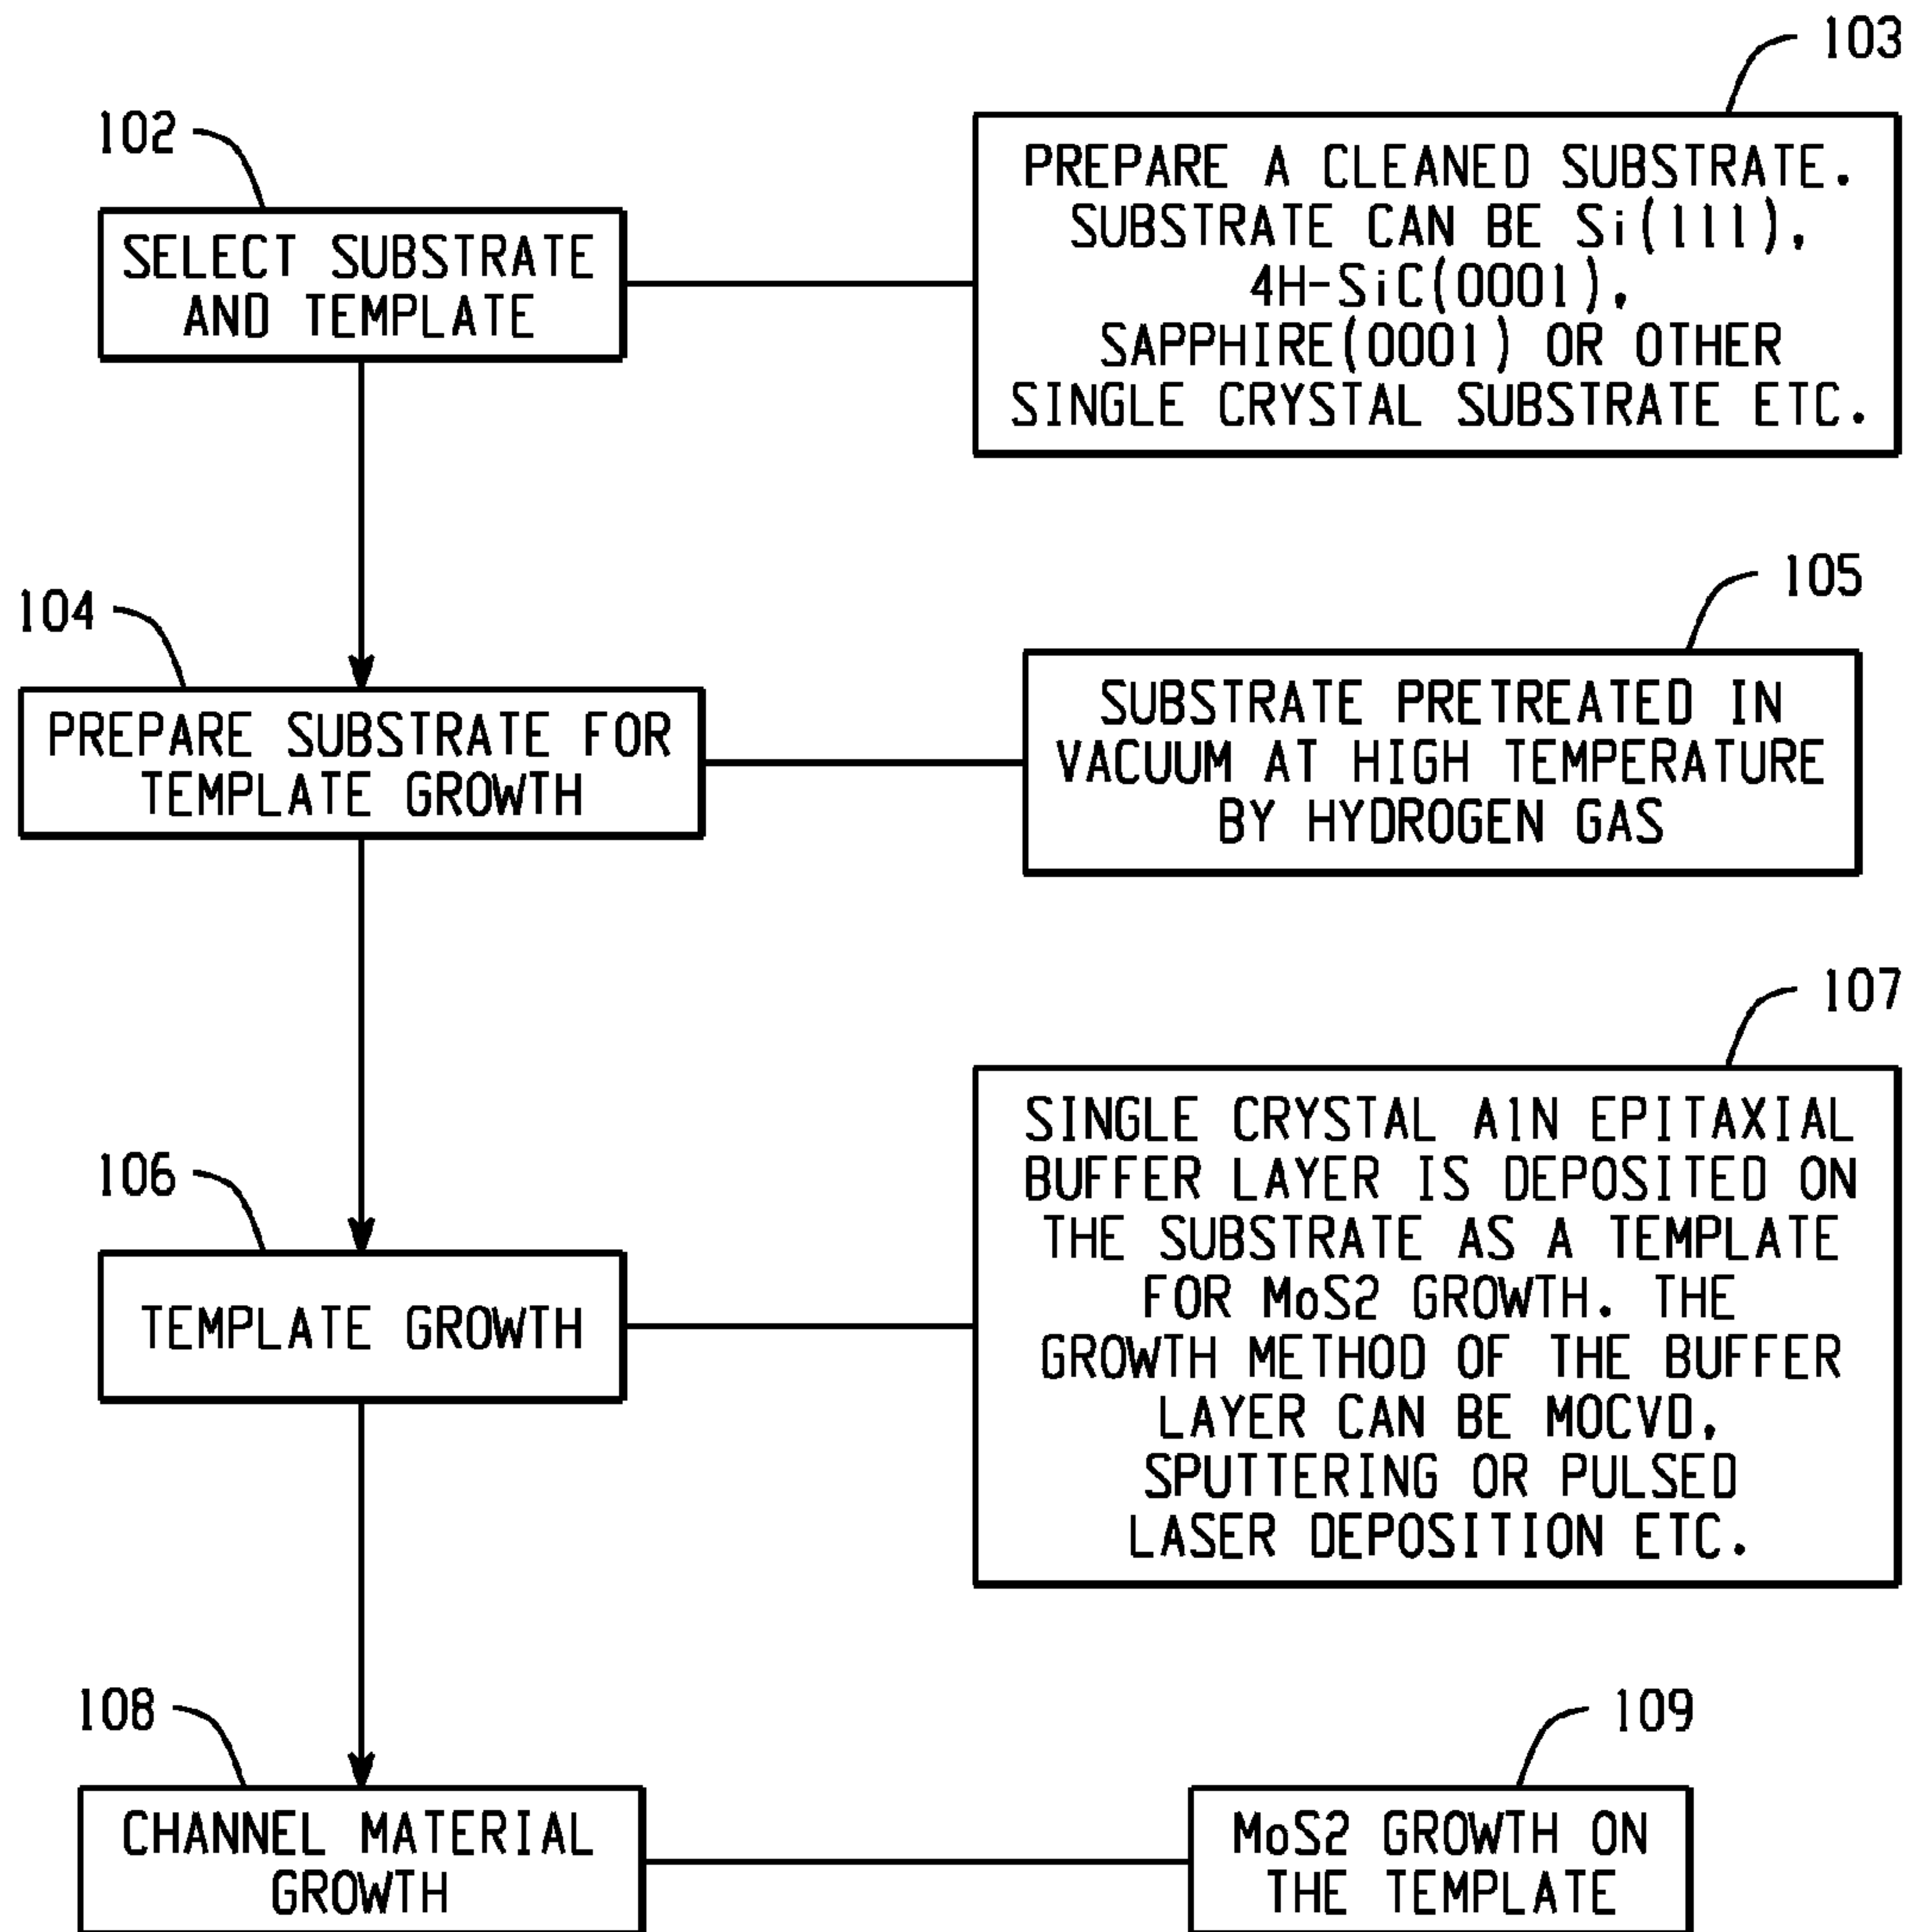 103
102
PREPARE A CLEANED SUBSTRATE.
SUBSTRATE CAN BE Si(111),
4H-SiC(0001),
SAPPHIRE(0001) OR OTHER
SINGLE CRYSTAL SUBSTRATE ETC.
SELECT SUBSTRATE
AND TEMPLATE
105
104
SUBSTRATE PRETREATED IN
VACUUM AT HIGH TEMPERATURE
BY HYDROGEN GAS
PREPARE SUBSTRATE FOR
TEMPLATE GROWTH
107
106
SINGLE CRYSTAL A1N EPITAXIAL
BUFFER LAYER IS DEPOSITED ON
THE SUBSTRATE AS A TEMPLATE
FOR MoS2 GROWTH. THE
GROWTH METHOD OF THE BUFFER
LAYER CAN BE MOCVD,
SPUTTERING OR PULSED
LASER DEPOSITION ETC.
TEMPLATE GROWTH
108
109
CHANNEL MATERIAL
GROWTH
MoS2 GROWTH ON
THE TEMPLATE